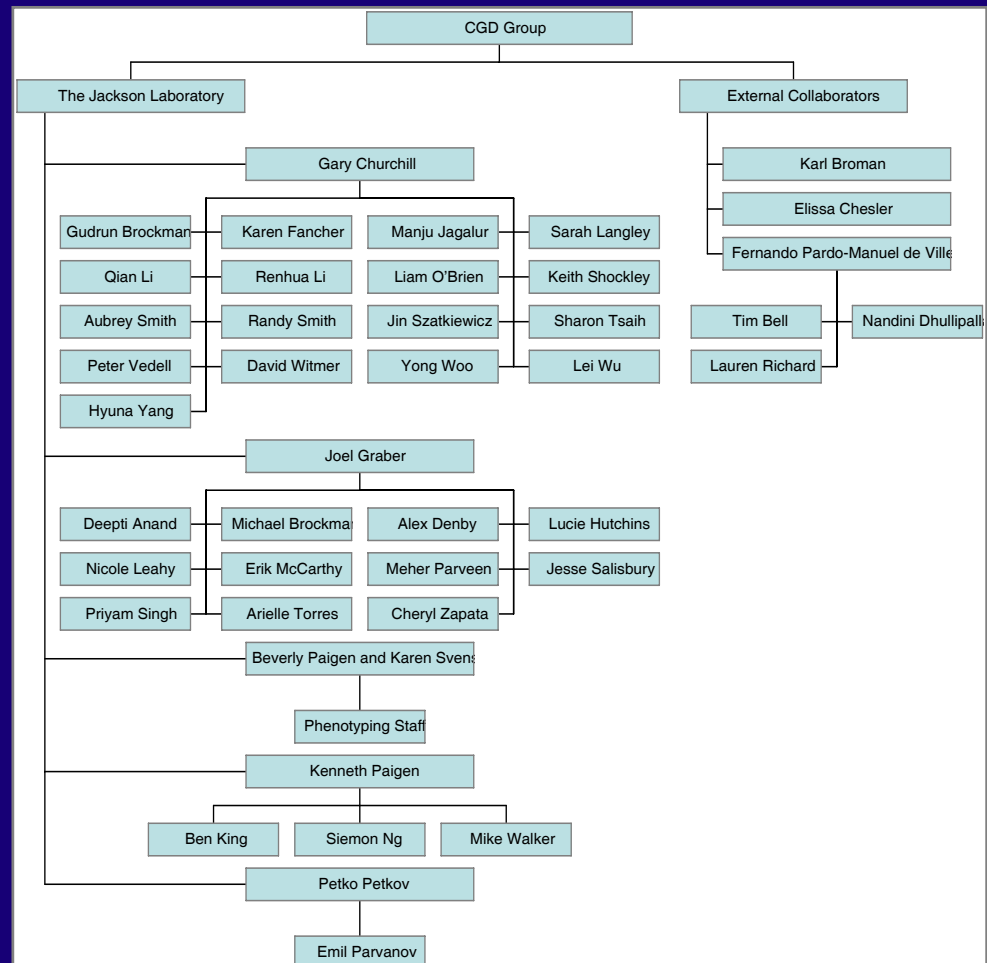 CGD Group
The Jackson Laboratory
External Collaborators
Gary Churchill
Karl Broman
Elissa Chesler
Fernando Pardo-Manuel de Ville
Gudrun Brockman
Karen Fancher
Manju Jagalur
Sarah Langley
Qian Li
Renhua Li
Liam O'Brien
Keith Shockley
Aubrey Smith
Randy Smith
Jin Szatkiewicz
Sharon Tsaih
Tim Bell
Nandini Dhullipall
Peter Vedell
David Witmer
Yong Woo
Lei Wu
Lauren Richard
Hyuna Yang
Joel Graber
Deepti Anand
Michael Brockma
Alex Denby
Lucie Hutchins
Nicole Leahy
Erik McCarthy
Meher Parveen
Jesse Salisbury
Priyam Singh
Arielle Torres
Cheryl Zapata
Beverly Paigen and Karen Svens
Phenotyping Staff
Kenneth Paigen
Ben King
Siemon Ng
Mike Walker
Petko Petkov
Emil Parvanov